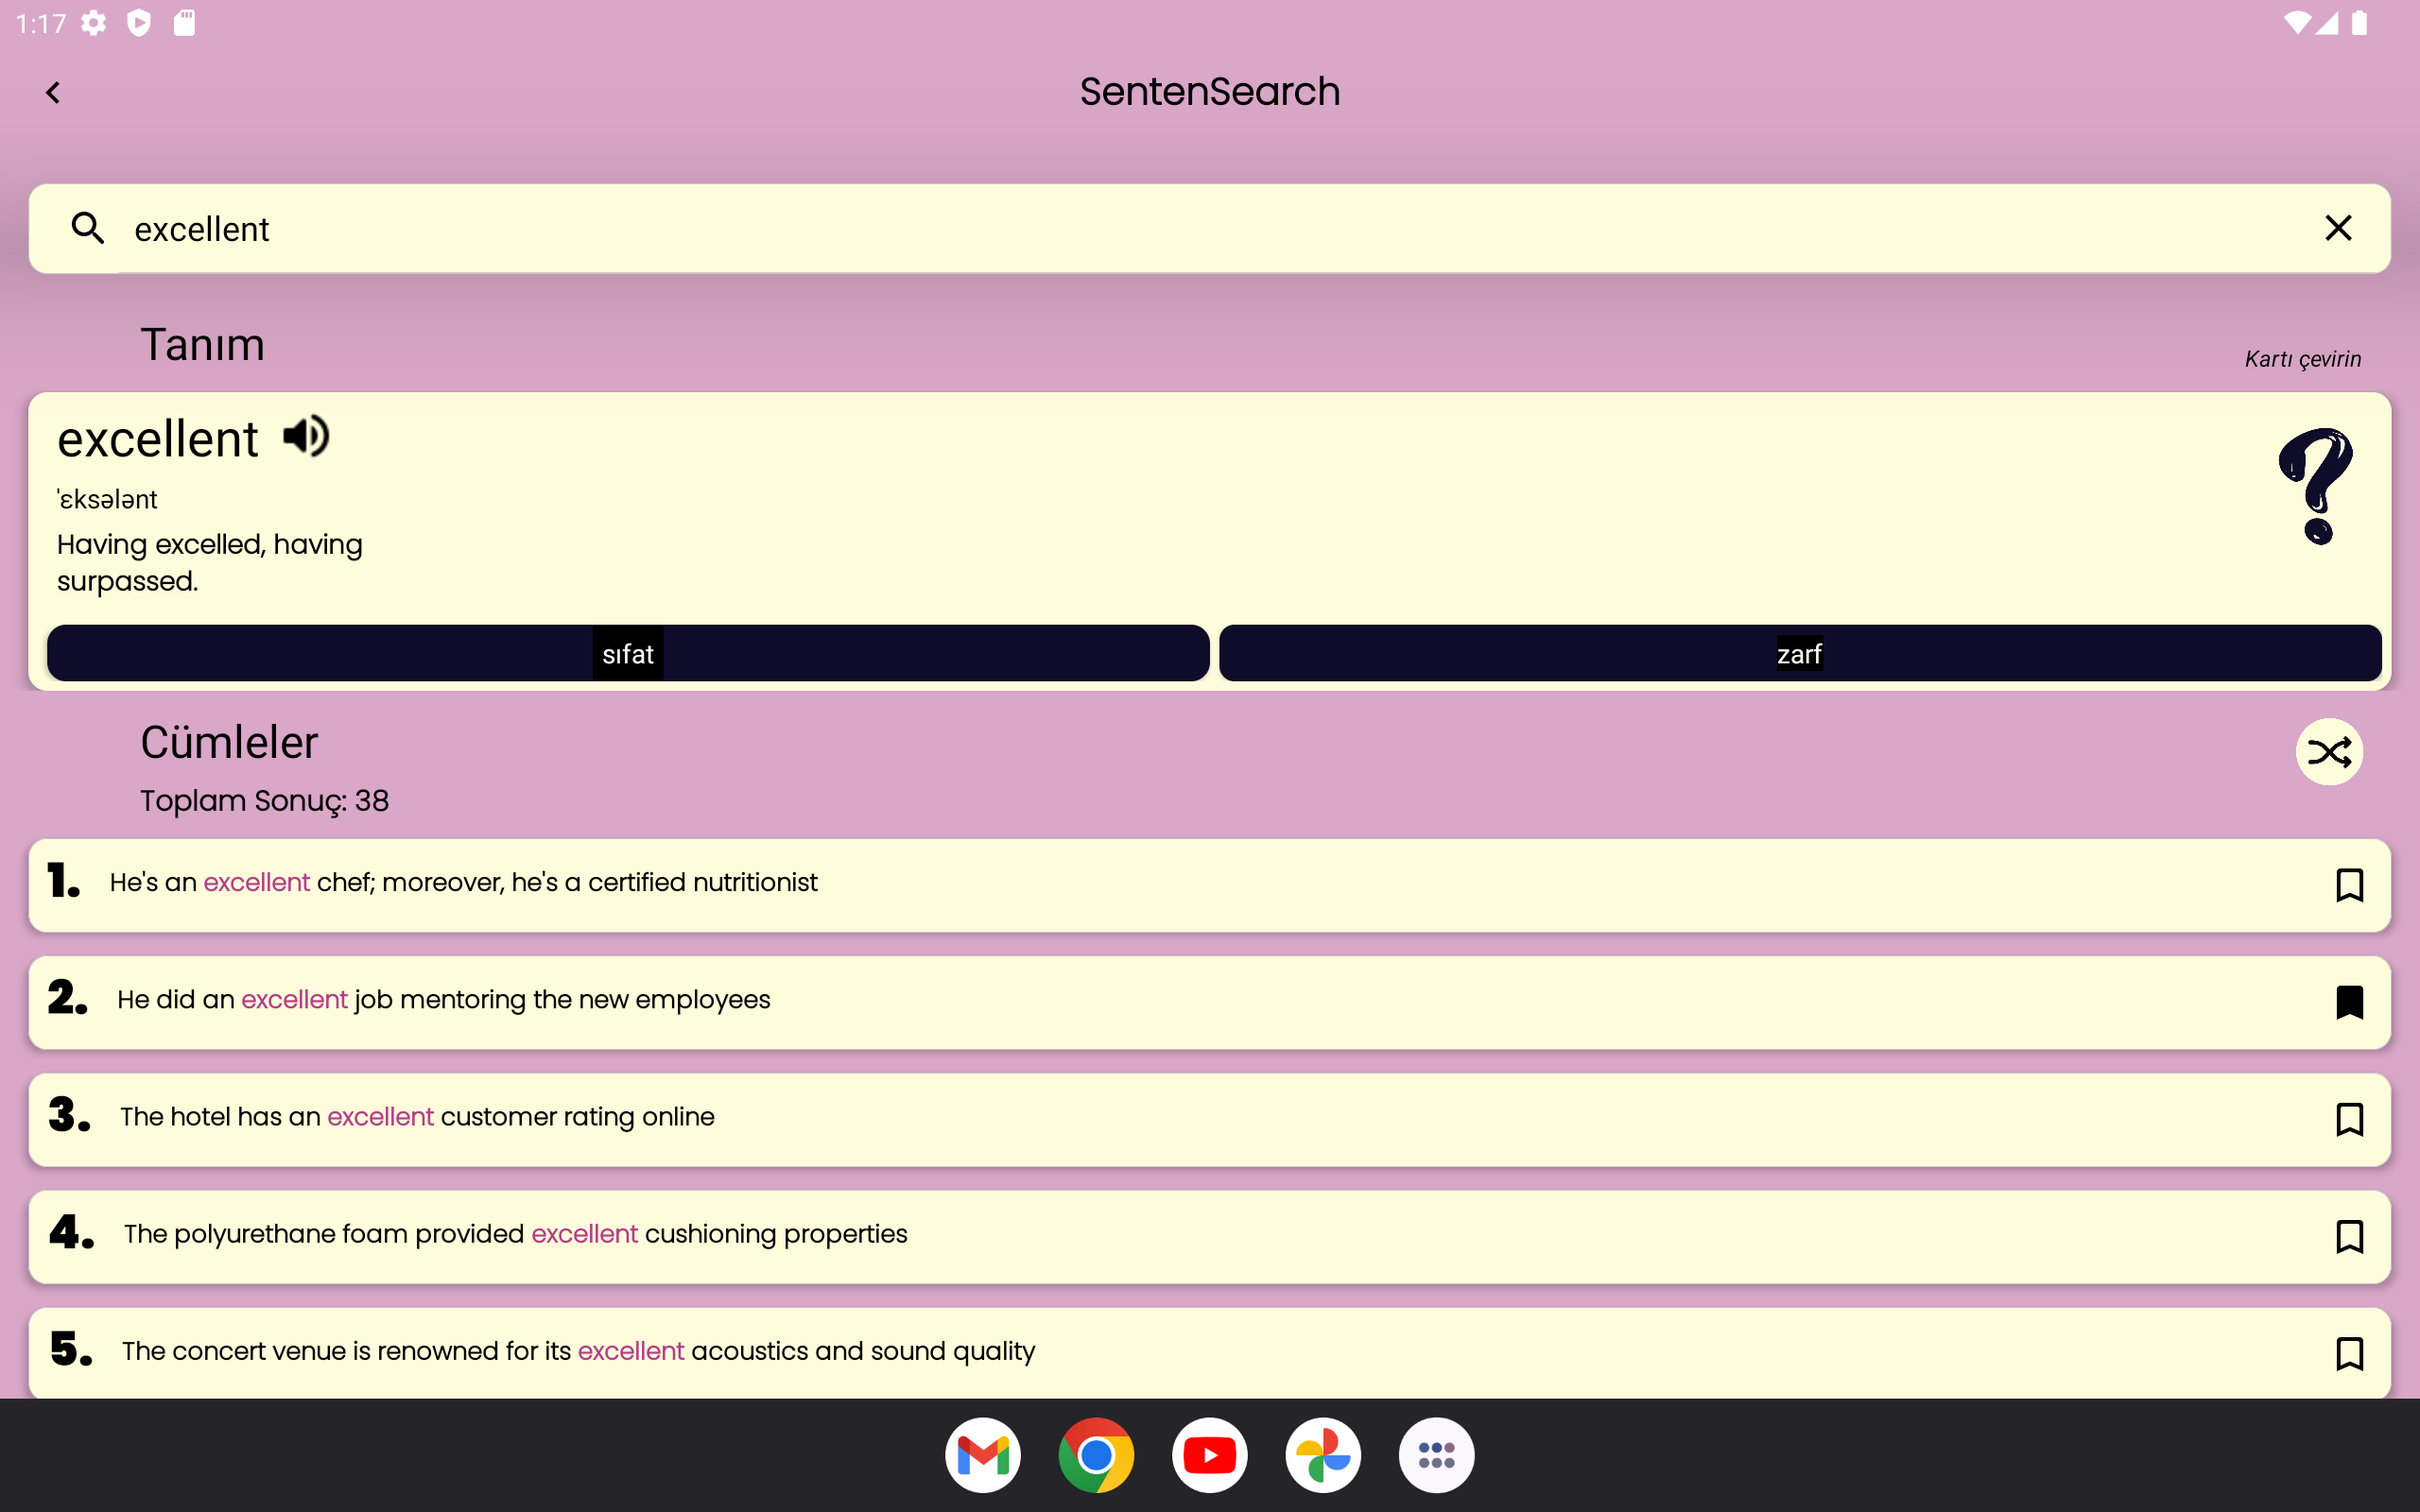 1:17
SentenSearch
excellent
Tanım
Kartı çevirin
excellent
ˈɛksələnt
Having excelled, having
surpassed.
sıfat
zarf
Cümleler
Toplam Sonuç: 38
1. He's an excellent chef; moreover, he's a certified nutritionist
2. He did an excellent job mentoring the new employees
3. The hotel has an excellent customer rating online
4. The polyurethane foam provided excellent cushioning properties
5. The concert venue is renowned for its excellent acoustics and sound quality